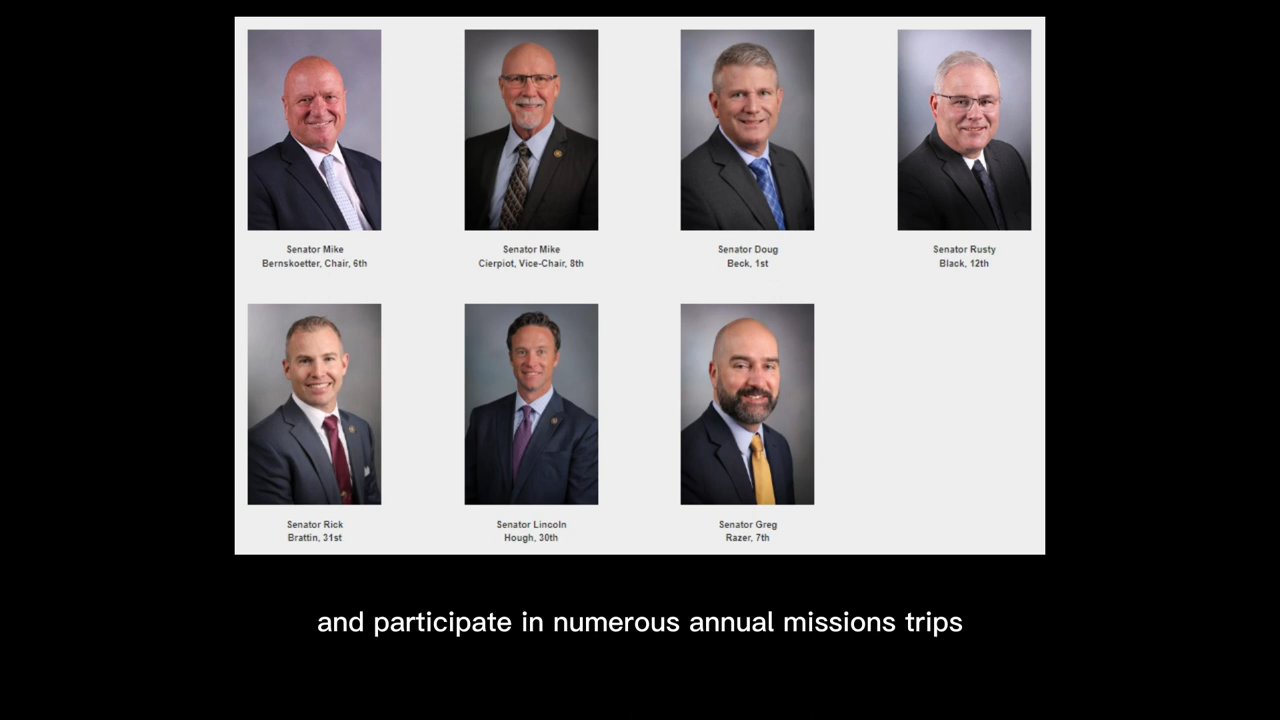 Senator Mike
Bernskoetter, Chair, 6th
Senator Mike
Cierpiot, Vice-Chair, 8th
Senator Doug
Beck, 1st
Senator Rusty
Black, 12th
Senator Rick
Brattin, 31st
Senator Lincoln
Hough, 30th
Senator Greg
Razer, 7th
and participate in numerous annual missions trips